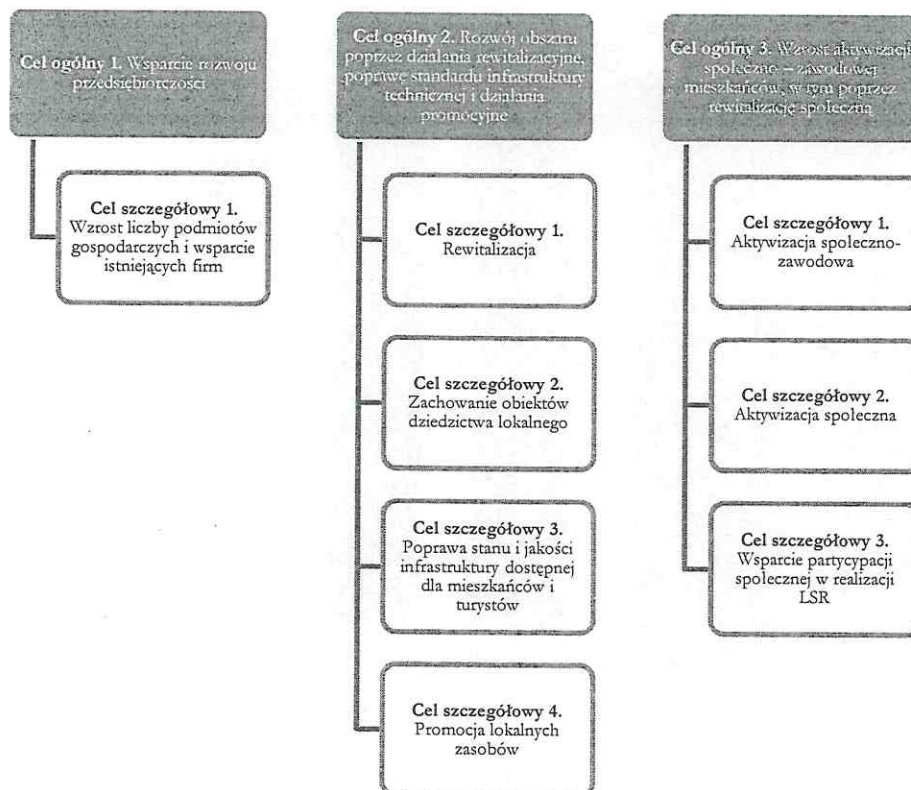 Cel ogólny 1. Wsparcie rozwoju
przedsiębiorczości
Cel szczegółowy 1.
Wzrost liczby podmiotów
gospodarczych i wsparcie
istniejących firm
Cel ogólny 2. Rozwój obszaru
poprzez działania rewitalizacyjne,
poprawę standardu infrastruktury
technicznej i działania
promocyjne
Cel szczegółowy 1.
Rewitalizacja
Cel szczegółowy 2.
Zachowanie obiektów
dziedzictwa lokalnego
Cel szczegółowy 3.
Poprawa stanu i jakości
infrastruktury dostępnej
dla mieszkańców i
turystów
Cel szczegółowy 4.
Promocja lokalnych
zasobów
Cel ogólny 3. Wzrost aktywizacji
społeczno – zawodowej
mieszkańców, w tym poprzez
rewitalizację społeczną
Cel szczegółowy 1.
Aktywizacja społeczno-
zawodowa
Cel szczegółowy 2.
Aktywizacja społeczna
Cel szczegółowy 3.
Wsparcie partycypacji
społecznej w realizacji
LSR